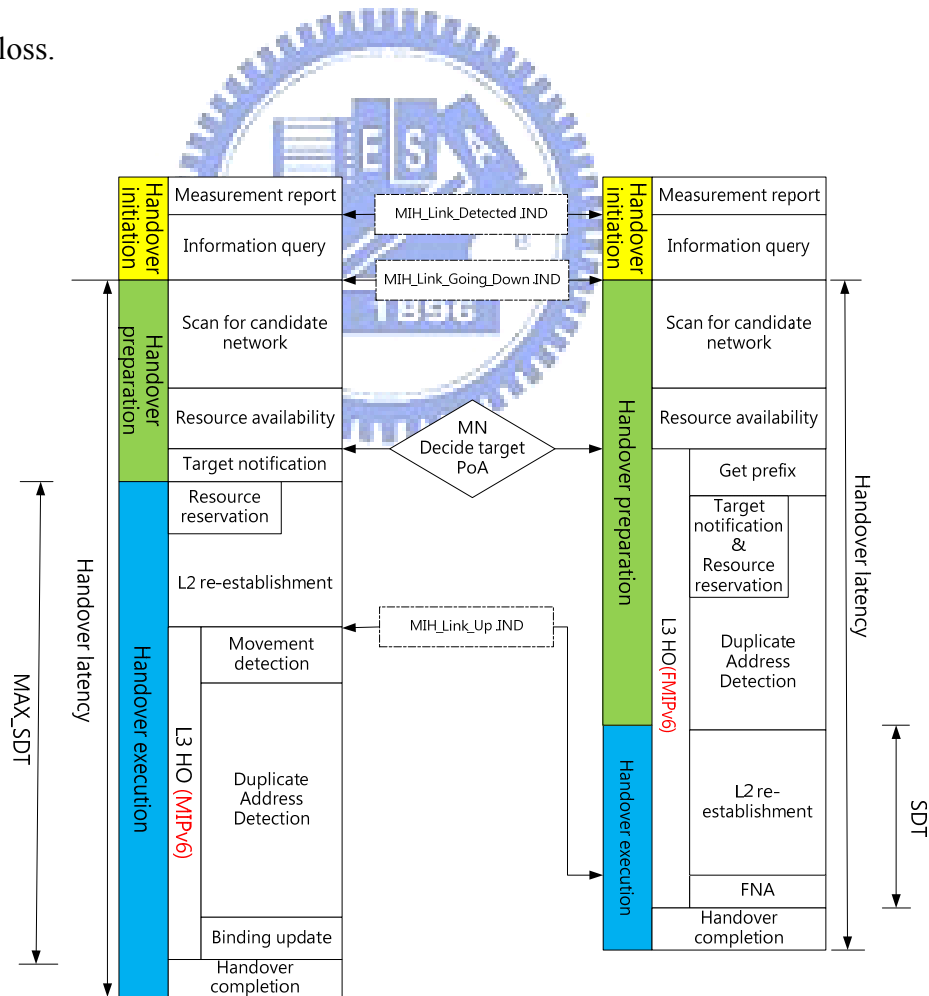 loss.
ESA
1896
Handover
initiation
Measurement report
Information query
MIH_Link_Detected.IND
MIH_Link_Going_Down.IND
Handover
preparation
Scan for candidate
network
Resource availability
Target notification
MN
Decide target
PoA
Handover execution
Resource
reservation
L2 re-establishment
MIH_Link_Up.IND
L3 HO (MIPv6)
Movement
detection
Duplicate
Address
Detection
Binding update
Handover
completion
Handover latency
MAX_SDT
Handover
initiation
Measurement report
Information query
Handover preparation
Scan for candidate
network
Resource availability
L3 HO(FMIPv6)
Get prefix
Target
notification
&
Resource
reservation
Duplicate
Address
Detection
Handover execution
L2 re-
establishment
FNA
Handover
completion
Handover latency
SDT